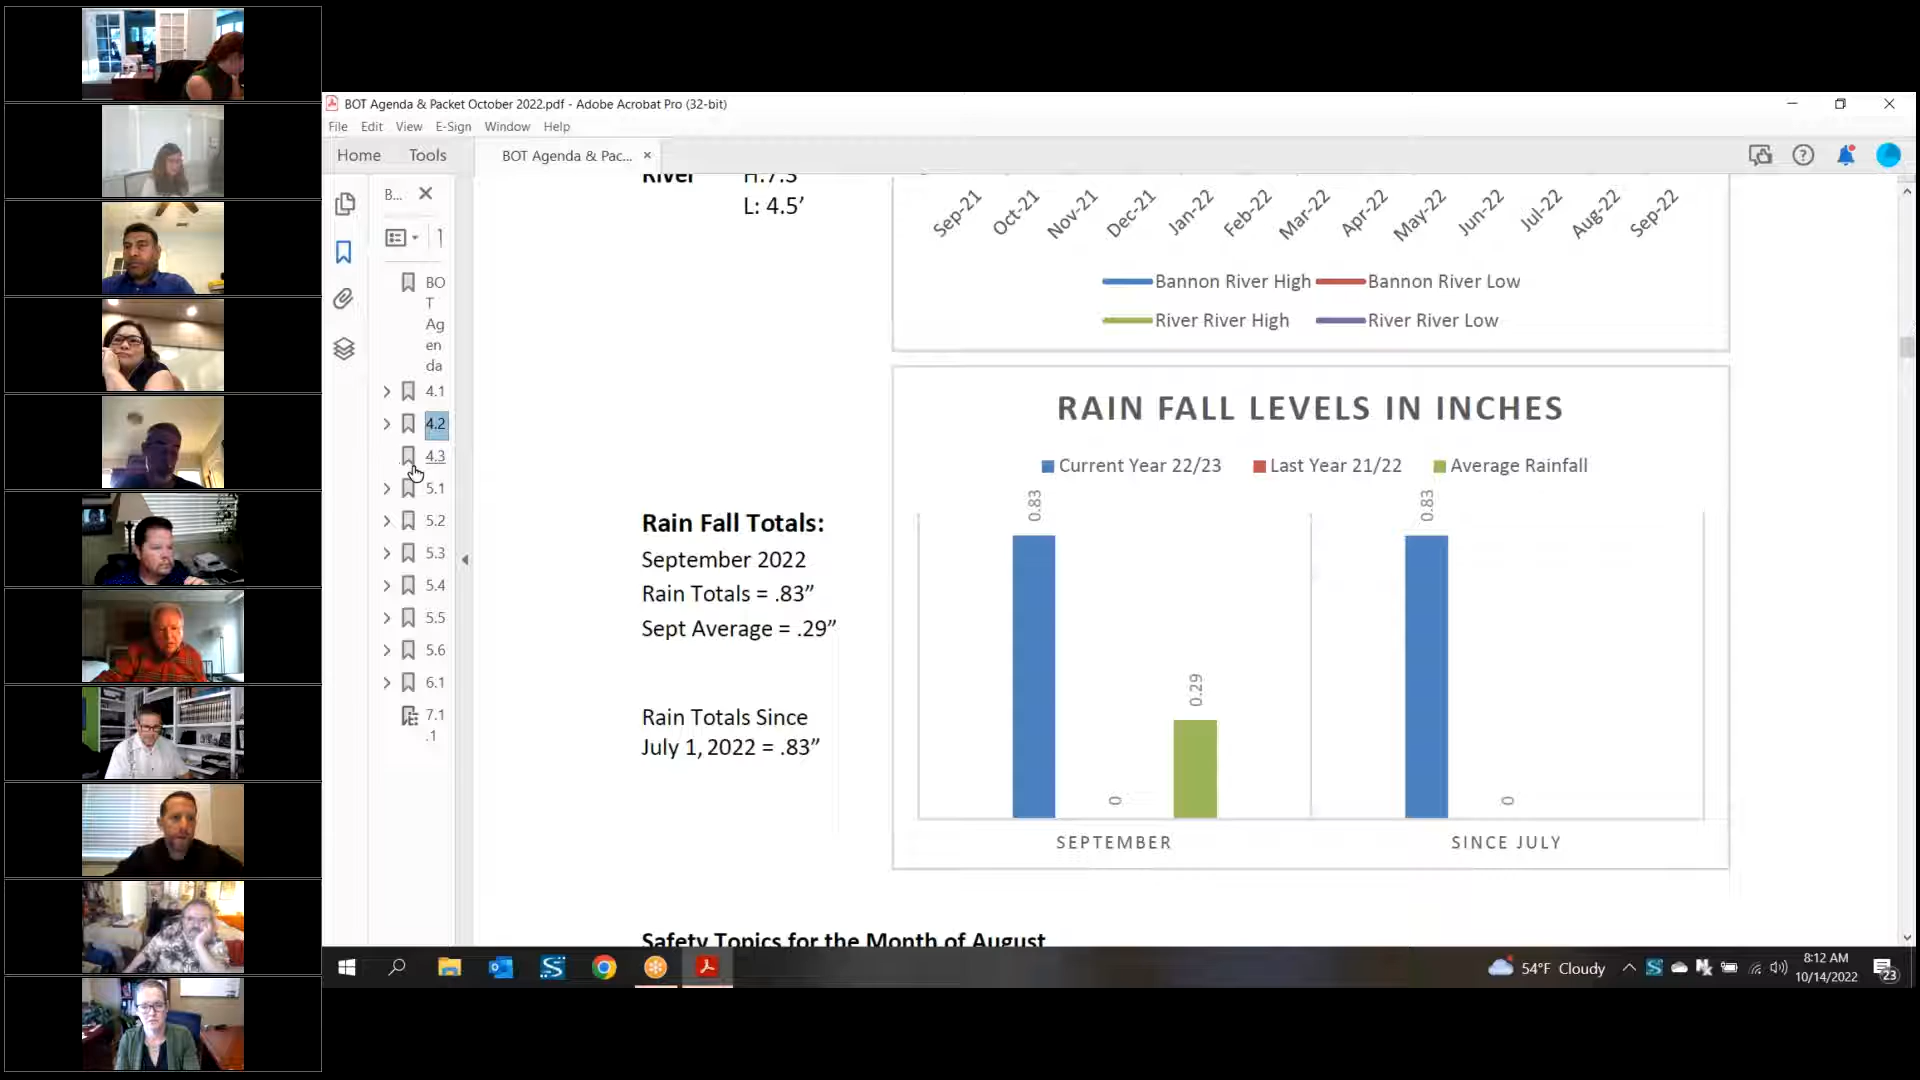 BOT Agenda & Packet October 2022.pdf - Adobe Acrobat Pro (32-bit)
File Edit View E-Sign Window Help
Home Tools BOT Agenda & Pac... ×
B...
BO
T
Ag
en
da
4.1
4.2
4.3
5.1
5.2
5.3
5.4
5.5
5.6
6.1
7.1
.1
River H:7.3'
L: 4.5’
Sep-21 Oct-21 Nov-21 Dec-21 Jan-22 Feb-22 Mar-22 Apr-22 May-22 Jun-22 Jul-22 Aug-22 Sep-22
Bannon River High Bannon River Low
River River High River River Low
RAIN FALL LEVELS IN INCHES
Current Year 22/23 Last Year 21/22 Average Rainfall
0.83 0.83
0.29
0 0
SEPTEMBER SINCE JULY
Rain Fall Totals:
September 2022
Rain Totals = .83”
Sept Average = .29”
Rain Totals Since
July 1, 2022 = .83”
Safety Topics for the Month of August
54°F Cloudy
8:12 AM
10/14/2022
23